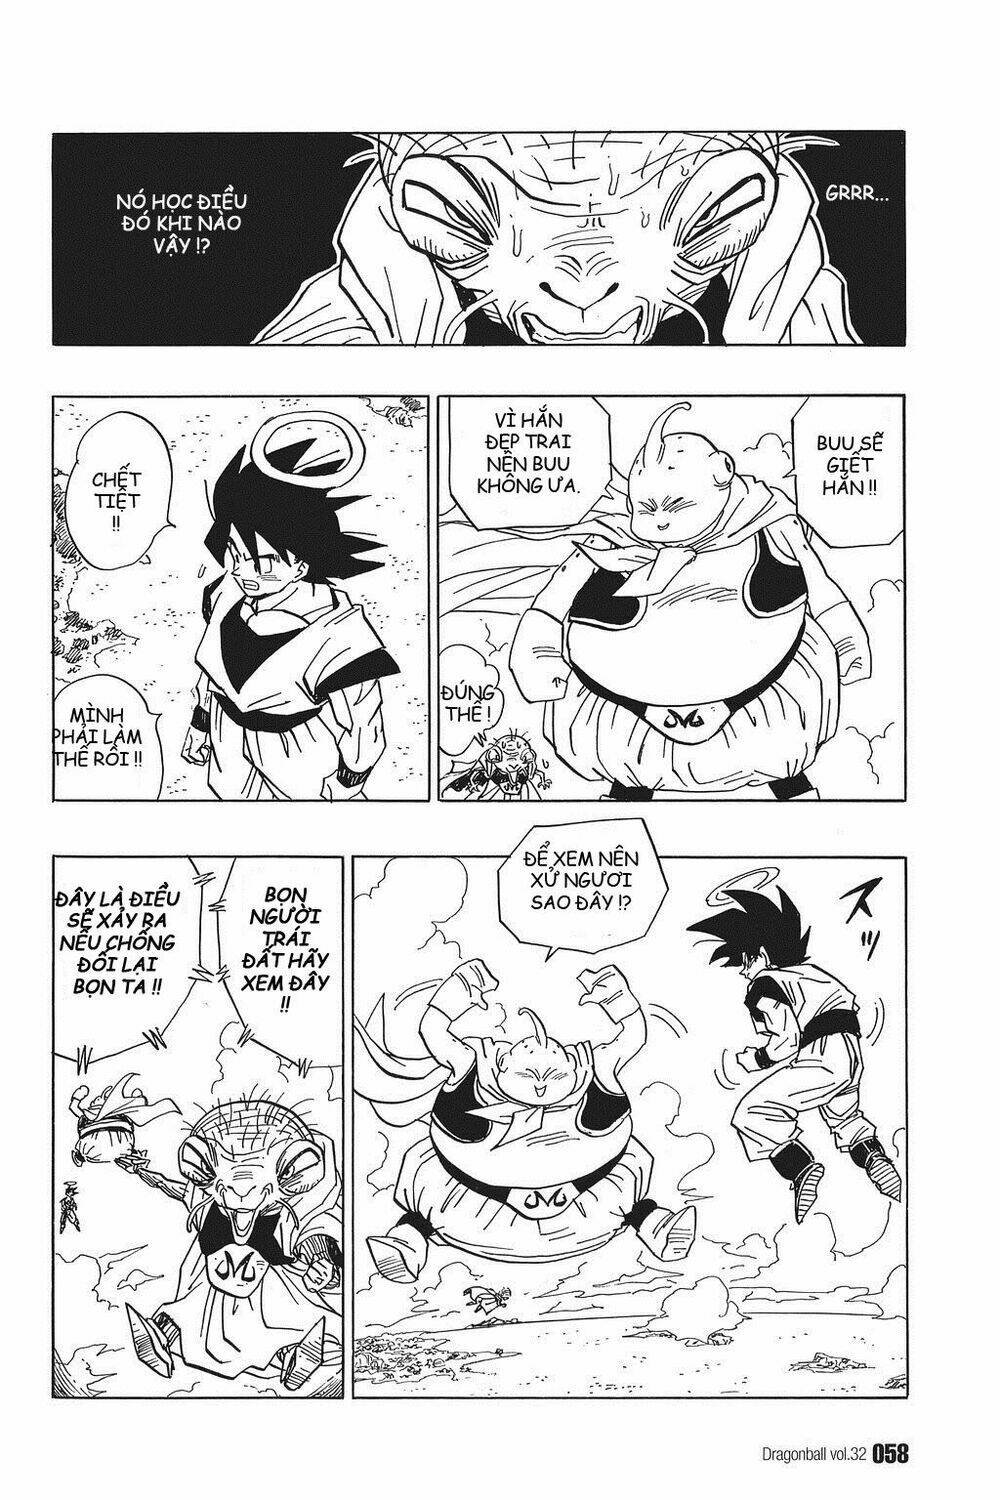 NÓ HỌC ĐIỀU
ĐÓ KHI NÀO
VẬY !?
GRRR...
CHẾT
TIỆT
!!
MÌNH
PHẢI LÀM
THẾ RỒI !!
VÌ HẮN
ĐẸP TRAI
NÊN BUU
KHÔNG ƯA.
BUU SẼ
GIẾT
HẮN !!
ĐÚNG
THẾ !
ĐÂY LÀ ĐIỀU
SẼ XẢY RA
NẾU CHỐNG
ĐỐI LẠI
BỌN TA !!
BỌN
NGƯỜI
TRÁI
ĐẤT HÃY
XEM ĐÂY
!!
ĐỂ XEM NÊN
XỬ NGƯƠI
SAO ĐÂY !?
スッ
Dragonball vol.32 058